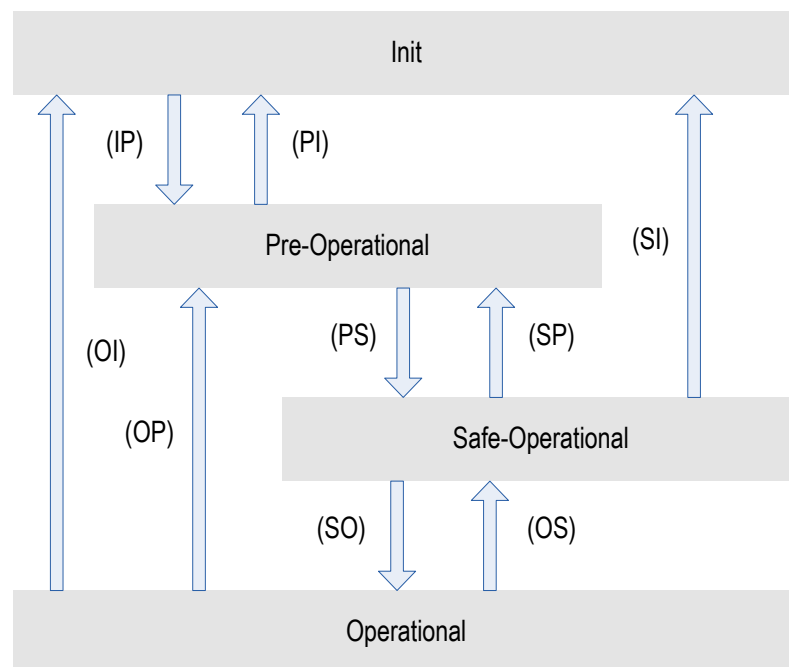 Init
(IP)
(PI)
Pre-Operational
(SI)
(PS)
(SP)
(OI)
(OP)
Safe-Operational
(SO)
(OS)
Operational